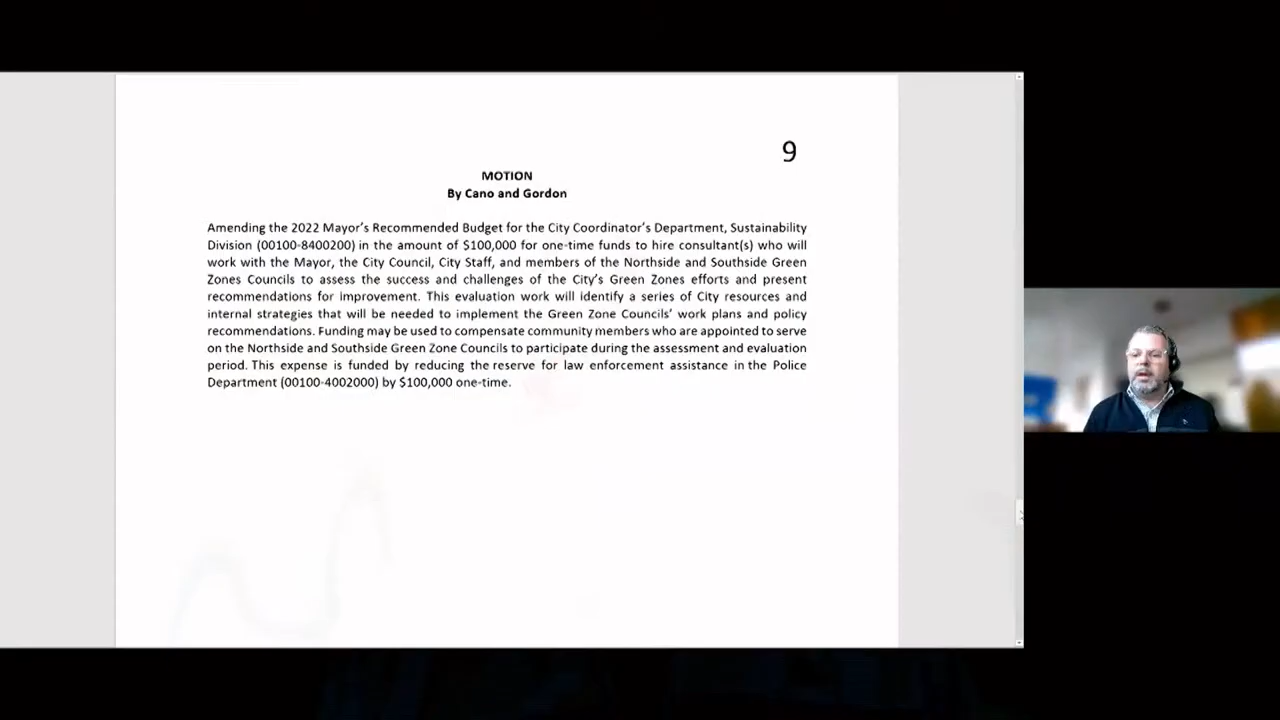 9
MOTION
By Cano and Gordon
Amending the 2022 Mayor's Recommended Budget for the City Coordinator's Department, Sustainability
Division (00100-8400200) in the amount of $100,000 for one-time funds to hire consultant(s) who will
work with the Mayor, the City Council, City Staff, and members of the Northside and Southside Green
Zones Councils to assess the success and challenges of the City's Green Zones efforts and present
recommendations for improvement. This evaluation work will identify a series of City resources and
internal strategies that will be needed to implement the Green Zone Councils' work plans and policy
recommendations. Funding may be used to compensate community members who are appointed to serve
on the Northside and Southside Green Zone Councils to participate during the assessment and evaluation
period. This expense is funded by reducing the reserve for law enforcement assistance in the Police
Department (00100-4002000) by $100,000 one-time.